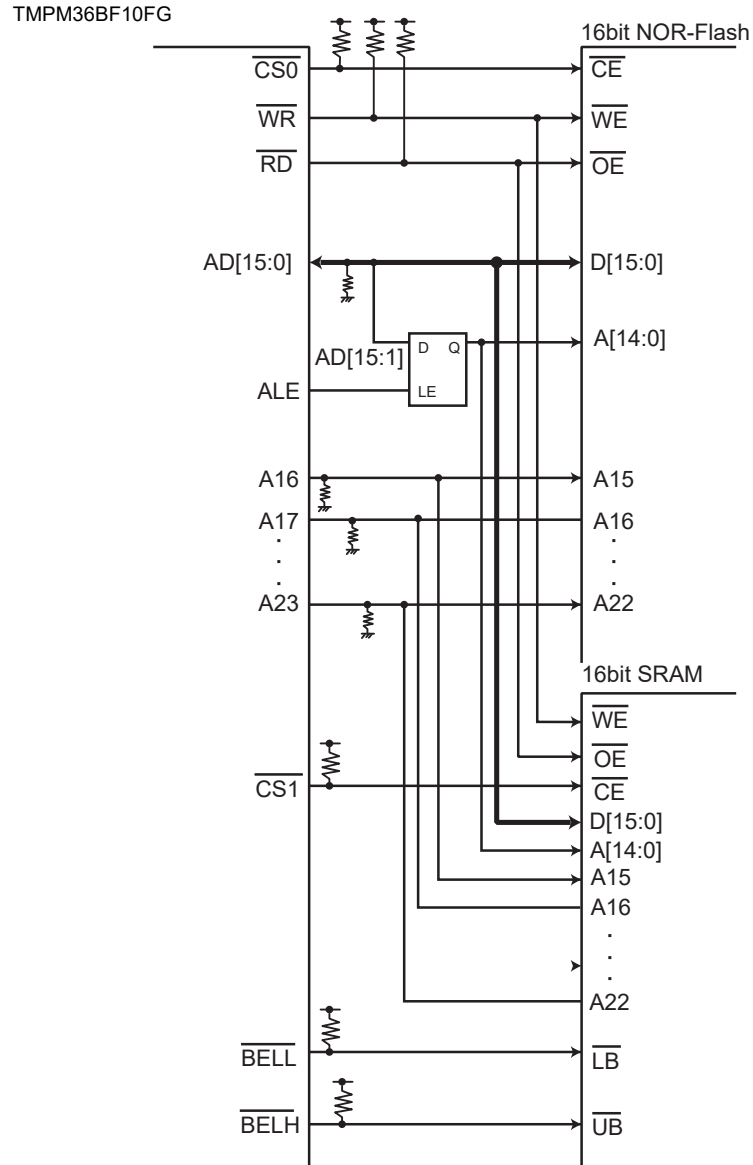 TMPM36BF10FG
16bit NOR-Flash
CS0
CE
WR
WE
RD
OE
AD[15:0]
D[15:0]
D Q
A[14:0]
AD[15:1]
ALE
LE
A16
A15
A17
A16
A23
A22
16bit SRAM
WE
OE
CS1
CE
D[15:0]
A[14:0]
A15
A16
A22
BELL
LB
BELH
UB